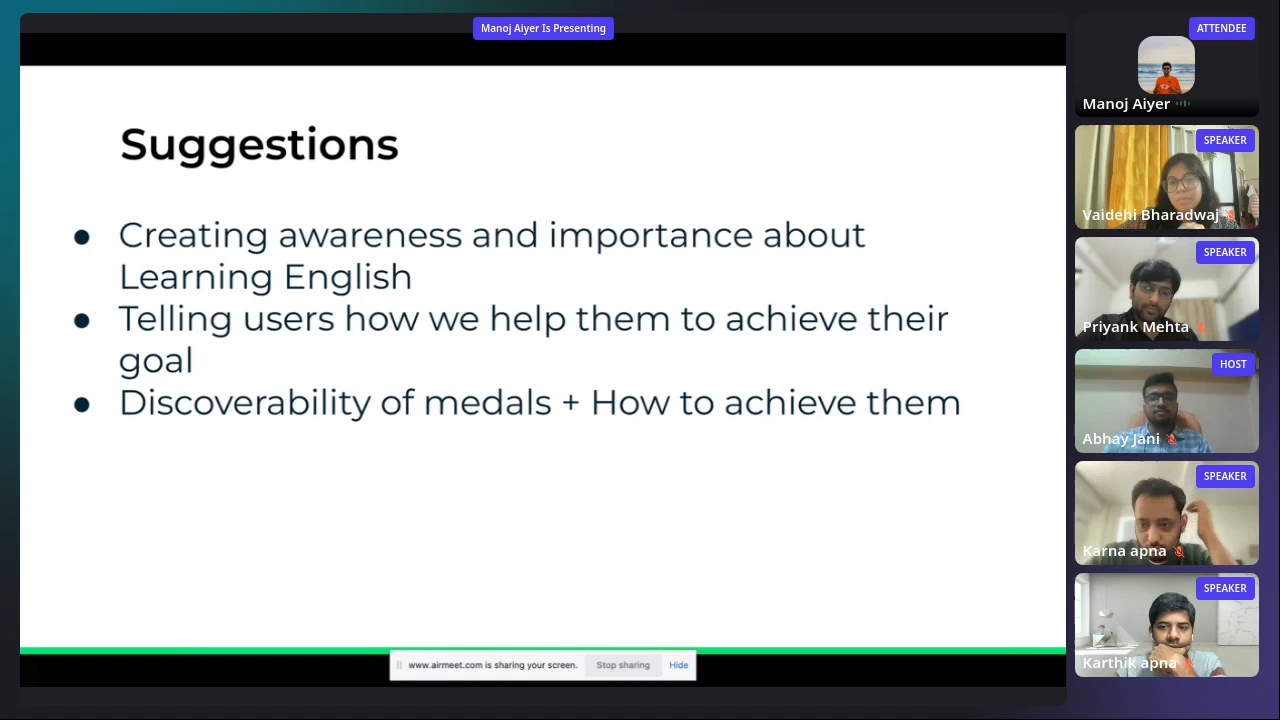 Manoj Aiyer Is Presenting
Suggestions
● Creating awareness and importance about
Learning English
● Telling users how we help them to achieve their
goal
● Discoverability of medals + How to achieve them
www.airmeet.com is sharing your screen. Stop sharing Hide
ATTENDEE
Manoj Aiyer
SPEAKER
Vaidehi Bharadwaj
SPEAKER
Priyank Mehta
HOST
Abhay Jani
SPEAKER
Karna apna
SPEAKER
Karthik apna